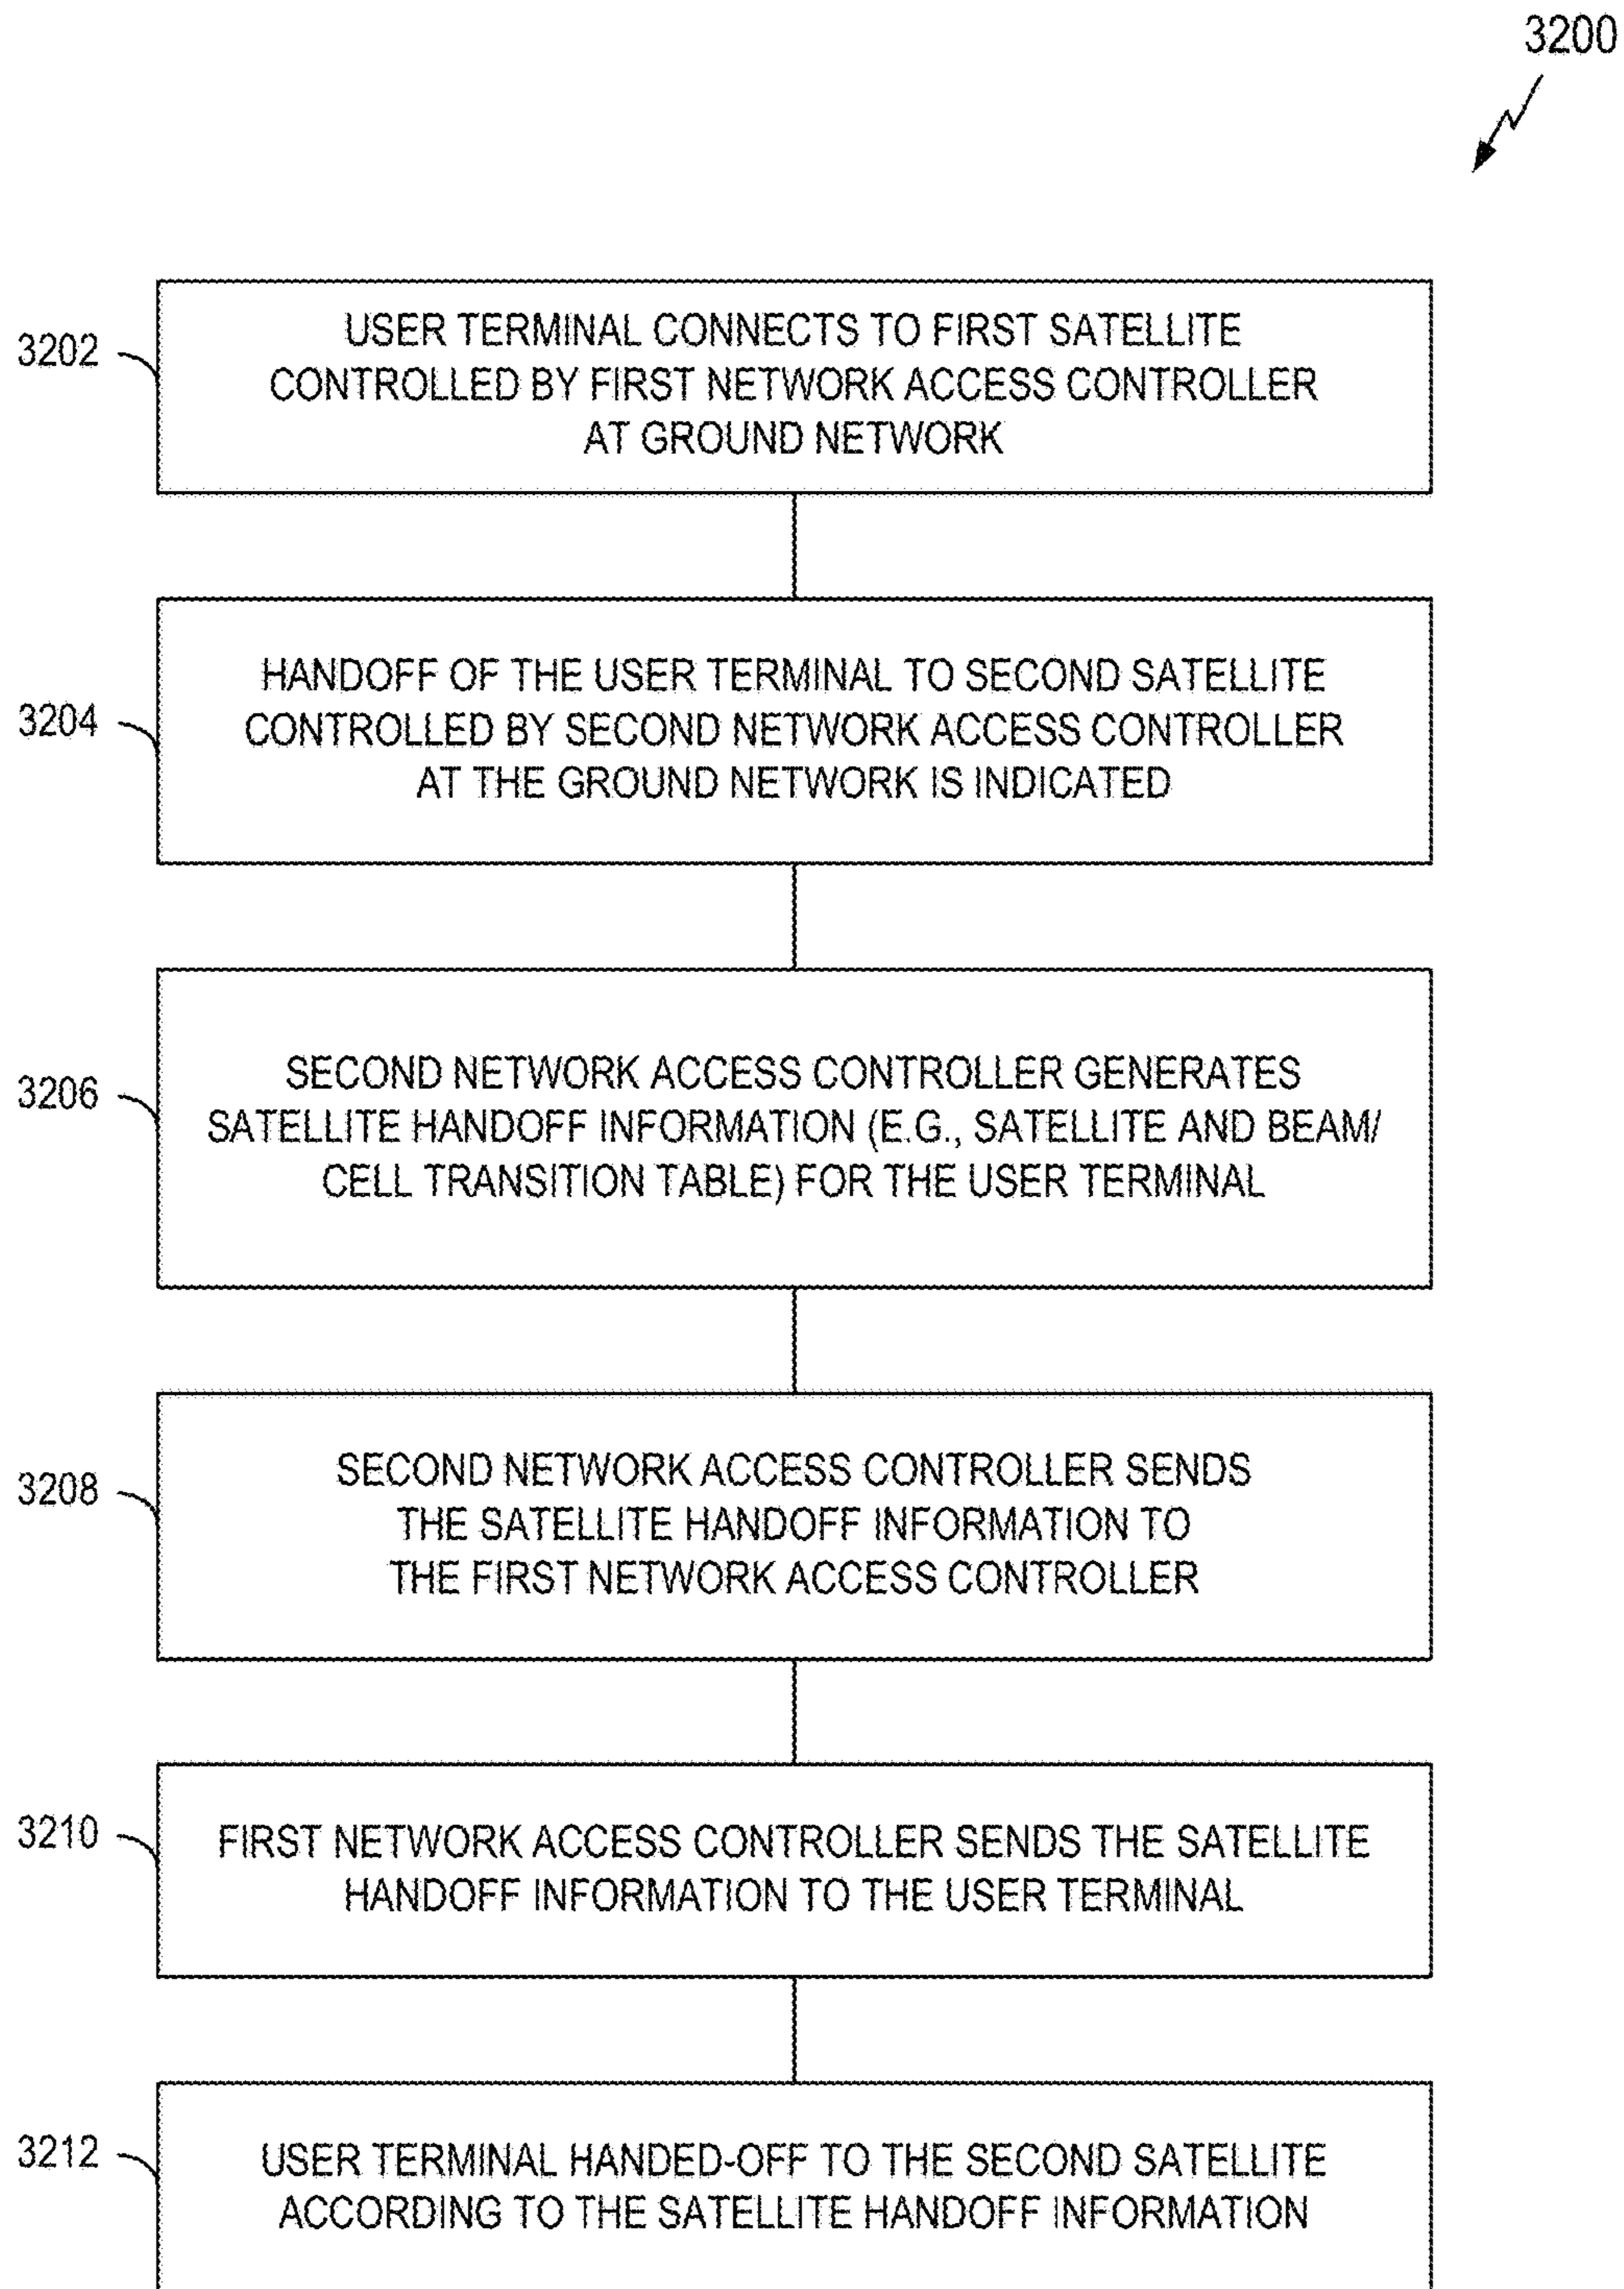 3200
3202
USER TERMINAL CONNECTS TO FIRST SATELLITE
CONTROLLED BY FIRST NETWORK ACCESS CONTROLLER
AT GROUND NETWORK
3204
HANDOFF OF THE USER TERMINAL TO SECOND SATELLITE
CONTROLLED BY SECOND NETWORK ACCESS CONTROLLER
AT THE GROUND NETWORK IS INDICATED
3206
SECOND NETWORK ACCESS CONTROLLER GENERATES
SATELLITE HANDOFF INFORMATION (E.G., SATELLITE AND BEAM/
CELL TRANSITION TABLE) FOR THE USER TERMINAL
3208
SECOND NETWORK ACCESS CONTROLLER SENDS
THE SATELLITE HANDOFF INFORMATION TO
THE FIRST NETWORK ACCESS CONTROLLER
3210
FIRST NETWORK ACCESS CONTROLLER SENDS THE SATELLITE
HANDOFF INFORMATION TO THE USER TERMINAL
3212
USER TERMINAL HANDED-OFF TO THE SECOND SATELLITE
ACCORDING TO THE SATELLITE HANDOFF INFORMATION